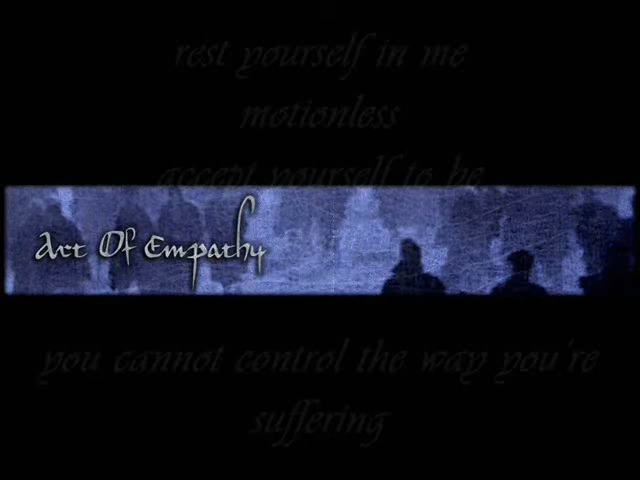 rest yourself in me
motionless
accept yourself to be
Art Of Empathy
you cannot control the way you're
suffering